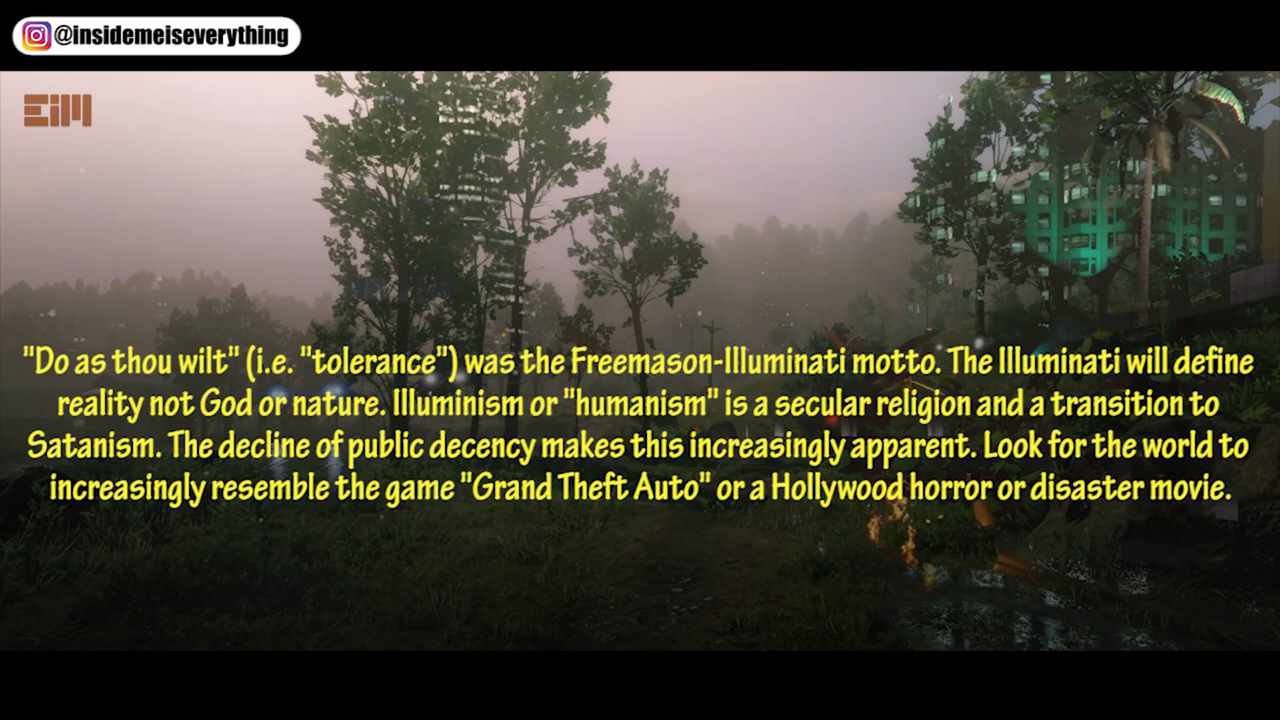 @insidemeiseverything
EiM
"Do as thou wilt" (i.e. "tolerance") was the Freemason-Illuminati motto. The Illuminati will define
reality not God or nature. Illuminism or "humanism" is a secular religion and a transition to
Satanism. The decline of public decency makes this increasingly apparent. Look for the world to
increasingly resemble the game "Grand Theft Auto" or a Hollywood horror or disaster movie.